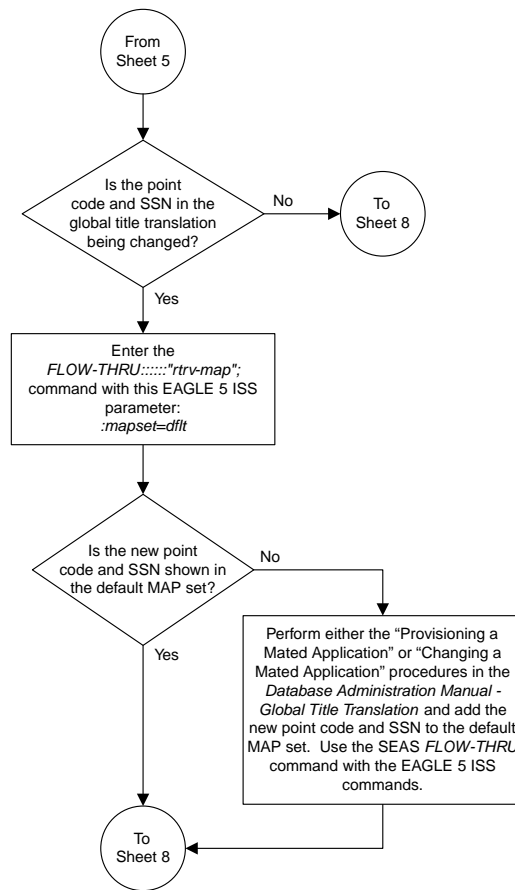 From
Sheet 5
Is the point
code and SSN in the
global title translation
being changed?
No
To
Sheet 8
Yes
Enter the
FLOW-THRU::::::"rtrv-map";
command with this EAGLE 5 ISS
parameter:
:mapset=dflt
Is the new point
code and SSN shown in
the default MAP set?
No
Yes
Perform either the “Provisioning a
Mated Application” or “Changing a
Mated Application” procedures in the
Database Administration Manual -
Global Title Translation and add the
new point code and SSN to the default
MAP set.  Use the SEAS FLOW-THRU
command with the EAGLE 5 ISS
commands.
To
Sheet 8